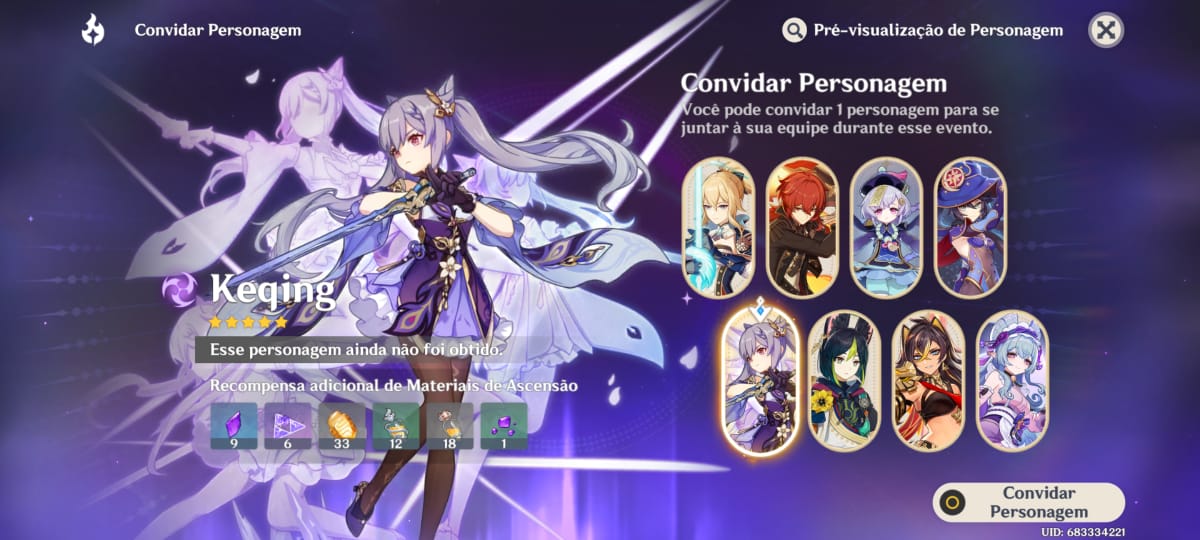 Convidar Personagem
Pré-visualização de Personagem
Convidar Personagem
Você pode convidar 1 personagem para se
juntar à sua equipe durante esse evento.
Keqing
Esse personagem ainda não foi obtido.
Recompensa adicional de Materiais de Ascensão
9 6 33 12 18 1
Convidar
Personagem
UID: 683334221